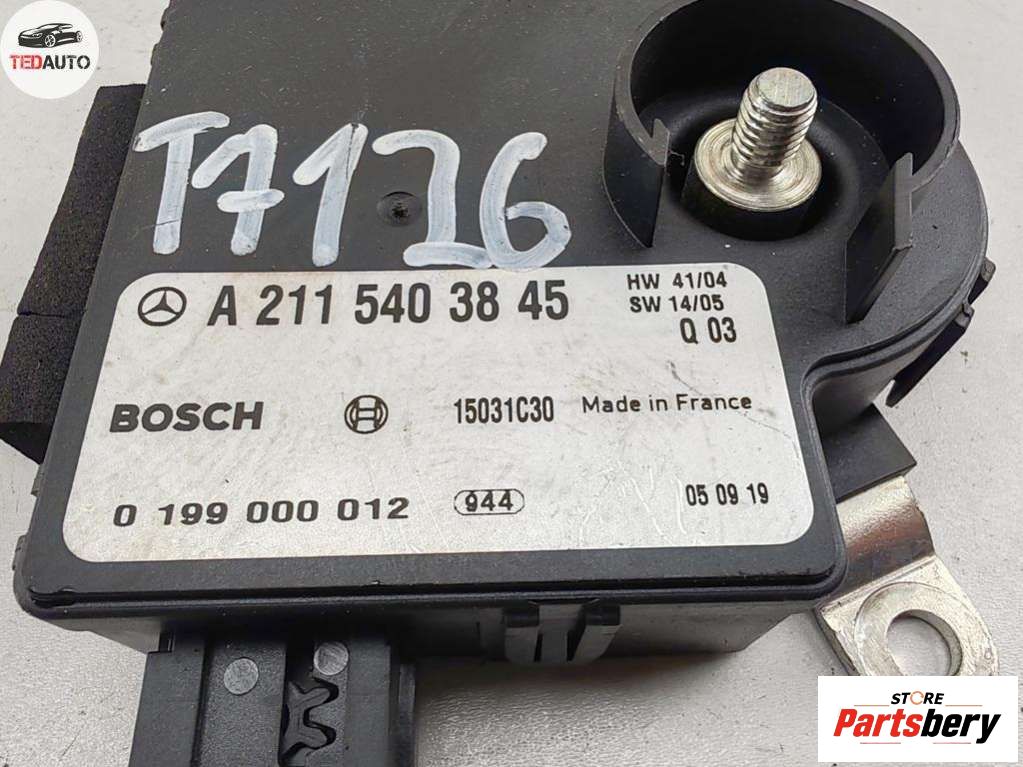 TEDAUTO
T7126
A 211 540 38 45
HW 41/04
SW 14/05
Q 03
BOSCH 15031C30 Made in France
0 199 000 012 944 05 09 19
STORE
Partsbery